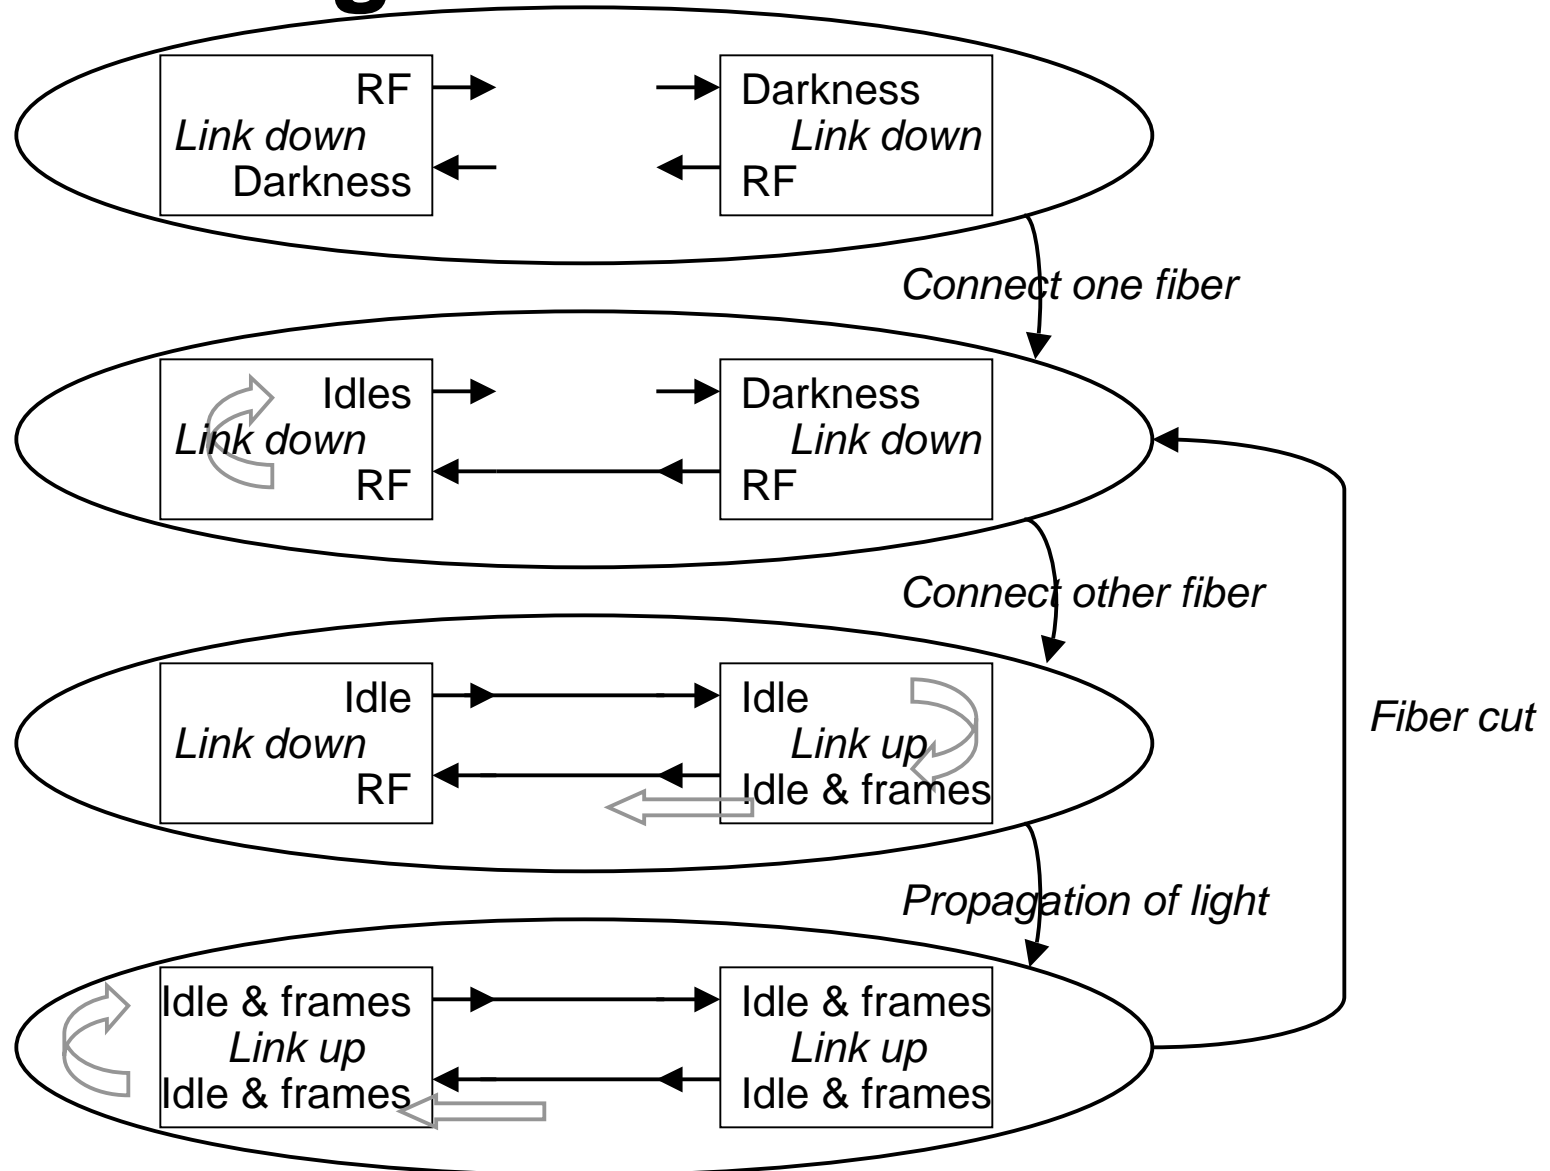 RF
Link down
Darkness
Darkness
Link down
RF
Connect one fiber
Idles
Link down
RF
Darkness
Link down
RF
Connect other fiber
Idle
Link down
RF
Idle
Link up
Idle & frames
Fiber cut
Propagation of light
Idle & frames
Link up
Idle & frames
Idle & frames
Link up
Idle & frames